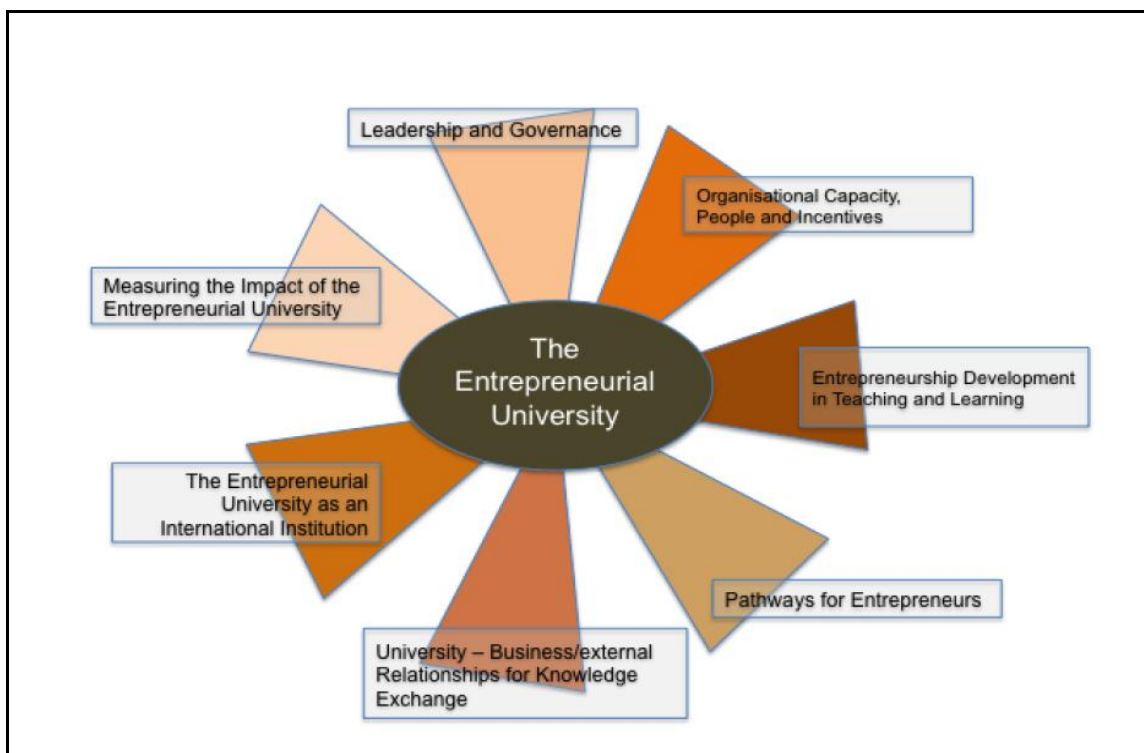 Leadership and Governance
Organisational Capacity,
People and Incentives
Measuring the Impact of the
Entrepreneurial University
The
Entrepreneurial
University
Entrepreneurship Development
in Teaching and Learning
The Entrepreneurial
University as an
International Institution
Pathways for Entrepreneurs
University – Business/external
Relationships for Knowledge
Exchange